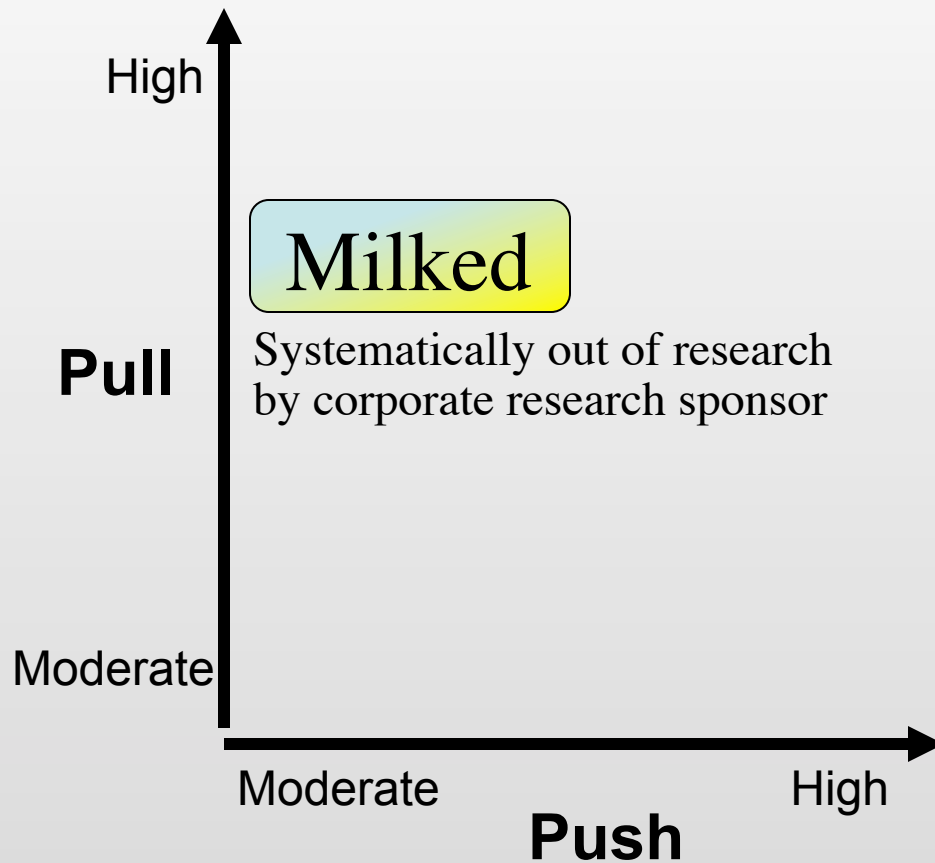 High
Milked
Systematically out of research
by corporate research sponsor
Pull
Moderate
Moderate
High
Push